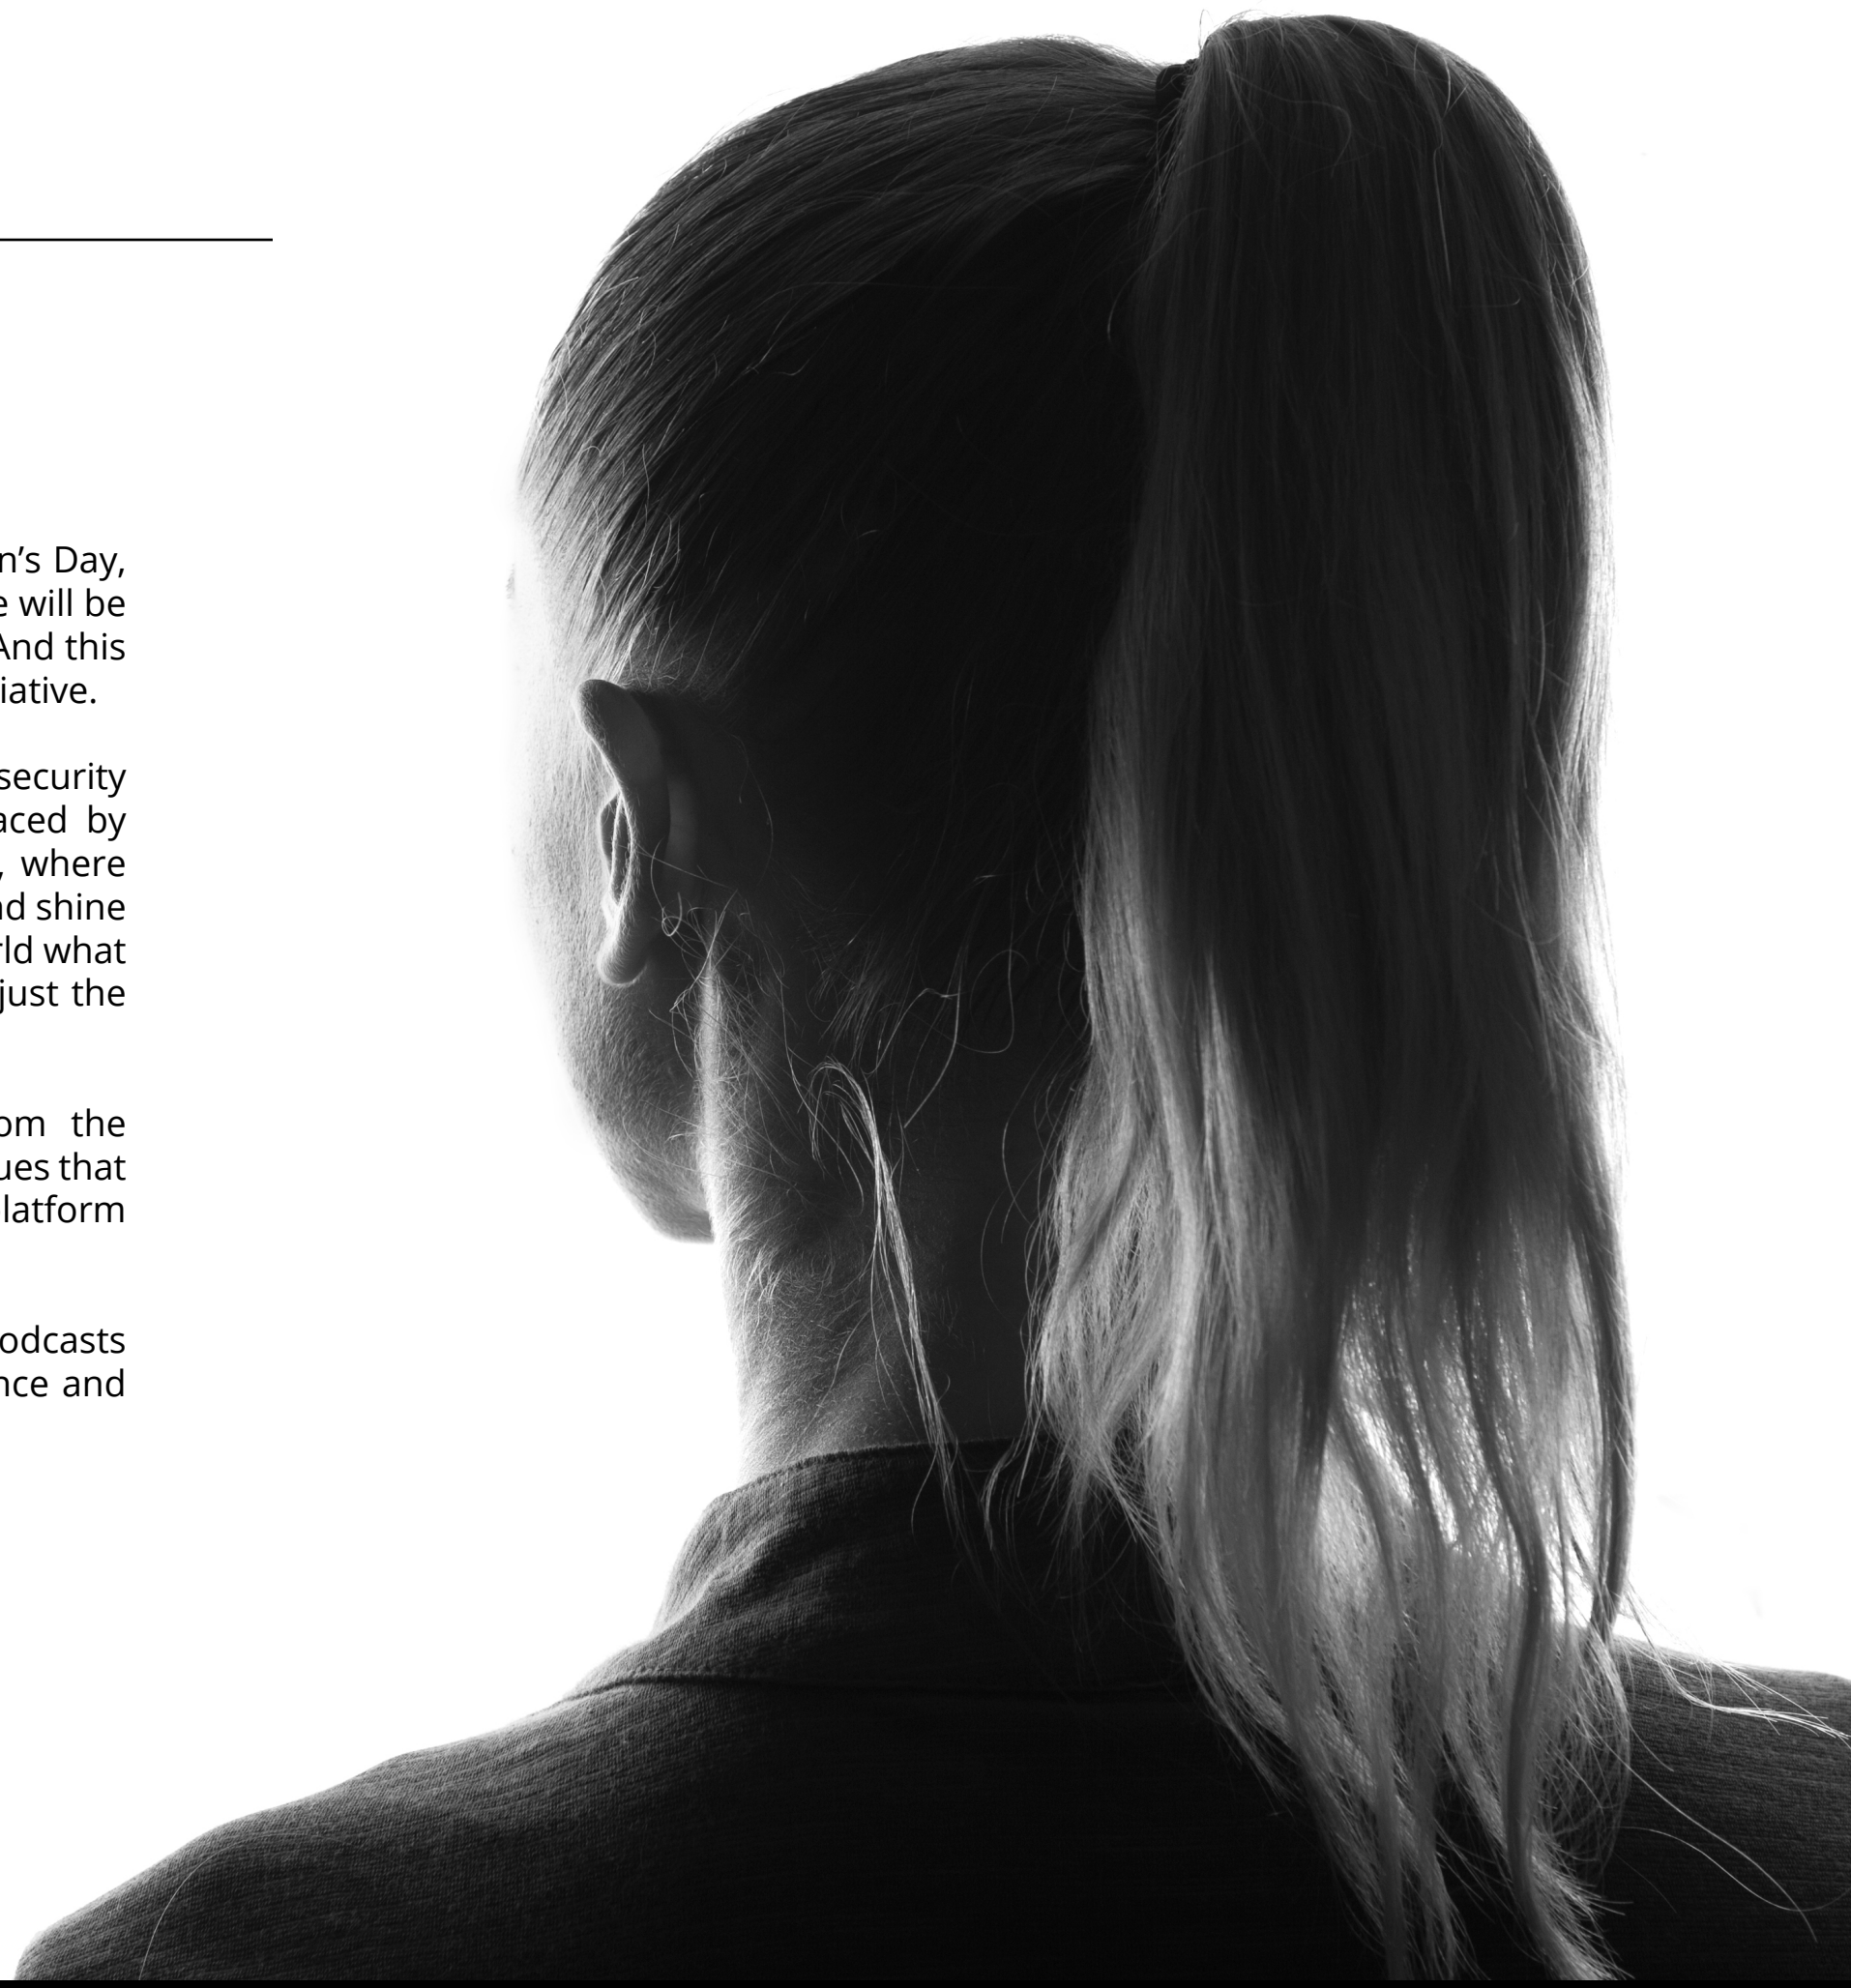 n’s Day,
e will be
And this
iative.
security
aced by
, where
nd shine
rld what
just the
om the
ues that
latform
odcasts
nce and